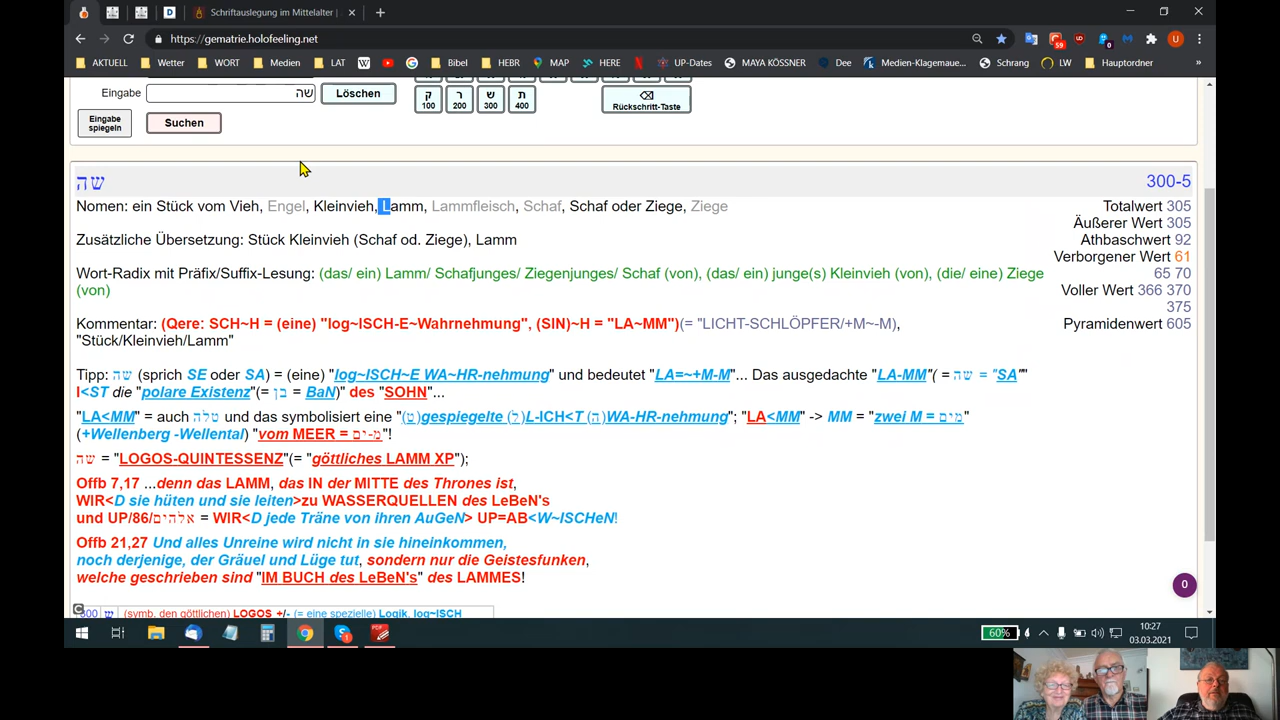 Schriftauslegung im Mittelalter |
https://gematrie.holofeeling.net
AKTUELL Wetter WORT Medien LAT Bibel HEBR MAP HERE UP-Dates MAYA KÖSSNER Dee Medien-Klagemaue... Schrang LW Hauptordner »
Eingabe שה Löschen ק 100 ר 200 ש 300 ת 400 Rückschritt-Taste
Eingabe spiegeln Suchen
שה 300-5
Nomen: ein Stück vom Vieh, Engel, Kleinvieh, Lamm, Lammfleisch, Schaf, Schaf oder Ziege, Ziege Totalwert 305
Äußerer Wert 305
Zusätzliche Übersetzung: Stück Kleinvieh (Schaf od. Ziege), Lamm Athbaschwert 92
Verborgener Wert 61
Wort-Radix mit Präfix/Suffix-Lesung: (das/ ein) Lamm/ Schafjunges/ Ziegenjunges/ Schaf (von), (das/ ein) junge(s) Kleinvieh (von), (die/ eine) Ziege 65 70
(von) Voller Wert 366 370
375
Kommentar: (Qere: SCH~H = (eine) "log~ISCH-E~Wahrnehmung", (SIN)~H = "LA~MM")(= "LICHT-SCHLÖPFER/+M~-M), Pyramidenwert 605
"Stück/Kleinvieh/Lamm"
Tipp: שה (sprich SE oder SA) = (eine) "log~ISCH~E WA~HR-nehmung" und bedeutet "LA=~+M-M"... Das ausgedachte "LA-MM"( = שה = "SA'"
I<ST die "polare Existenz"(= בן = BaN) des "SOHN"...
"LA<MM" = auch טלה und das symbolisiert eine "(ט)gespiegelte (ל)L-ICH<T (ה)WA-HR-nehmung"; "LA<MM" -> MM = "zwei M = מים"
(+Wellenberg -Wellental) "vom MEER = מ-ים"!
שה = "LOGOS-QUINTESSENZ"(= "göttliches LAMM XP");
Offb 7,17 ...denn das LAMM, das IN der MITTE des Thrones ist,
WIR<D sie hüten und sie leiten>zu WASSERQUELLEN des LeBeN's
und UP/86/אלהים = WIR<D jede Träne von ihren AuGeN> UP=AB<W~ISCHeN!
Offb 21,27 Und alles Unreine wird nicht in sie hineinkommen,
noch derjenige, der Gräuel und Lüge tut, sondern nur die Geistesfunken,
welche geschrieben sind "IM BUCH des LeBeN's" des LAMMES!
0
300 ש (symb. den göttlichen) LOGOS +/- (= eine spezielle) Logik, log~ISCH
60% 10:27
03.03.2021